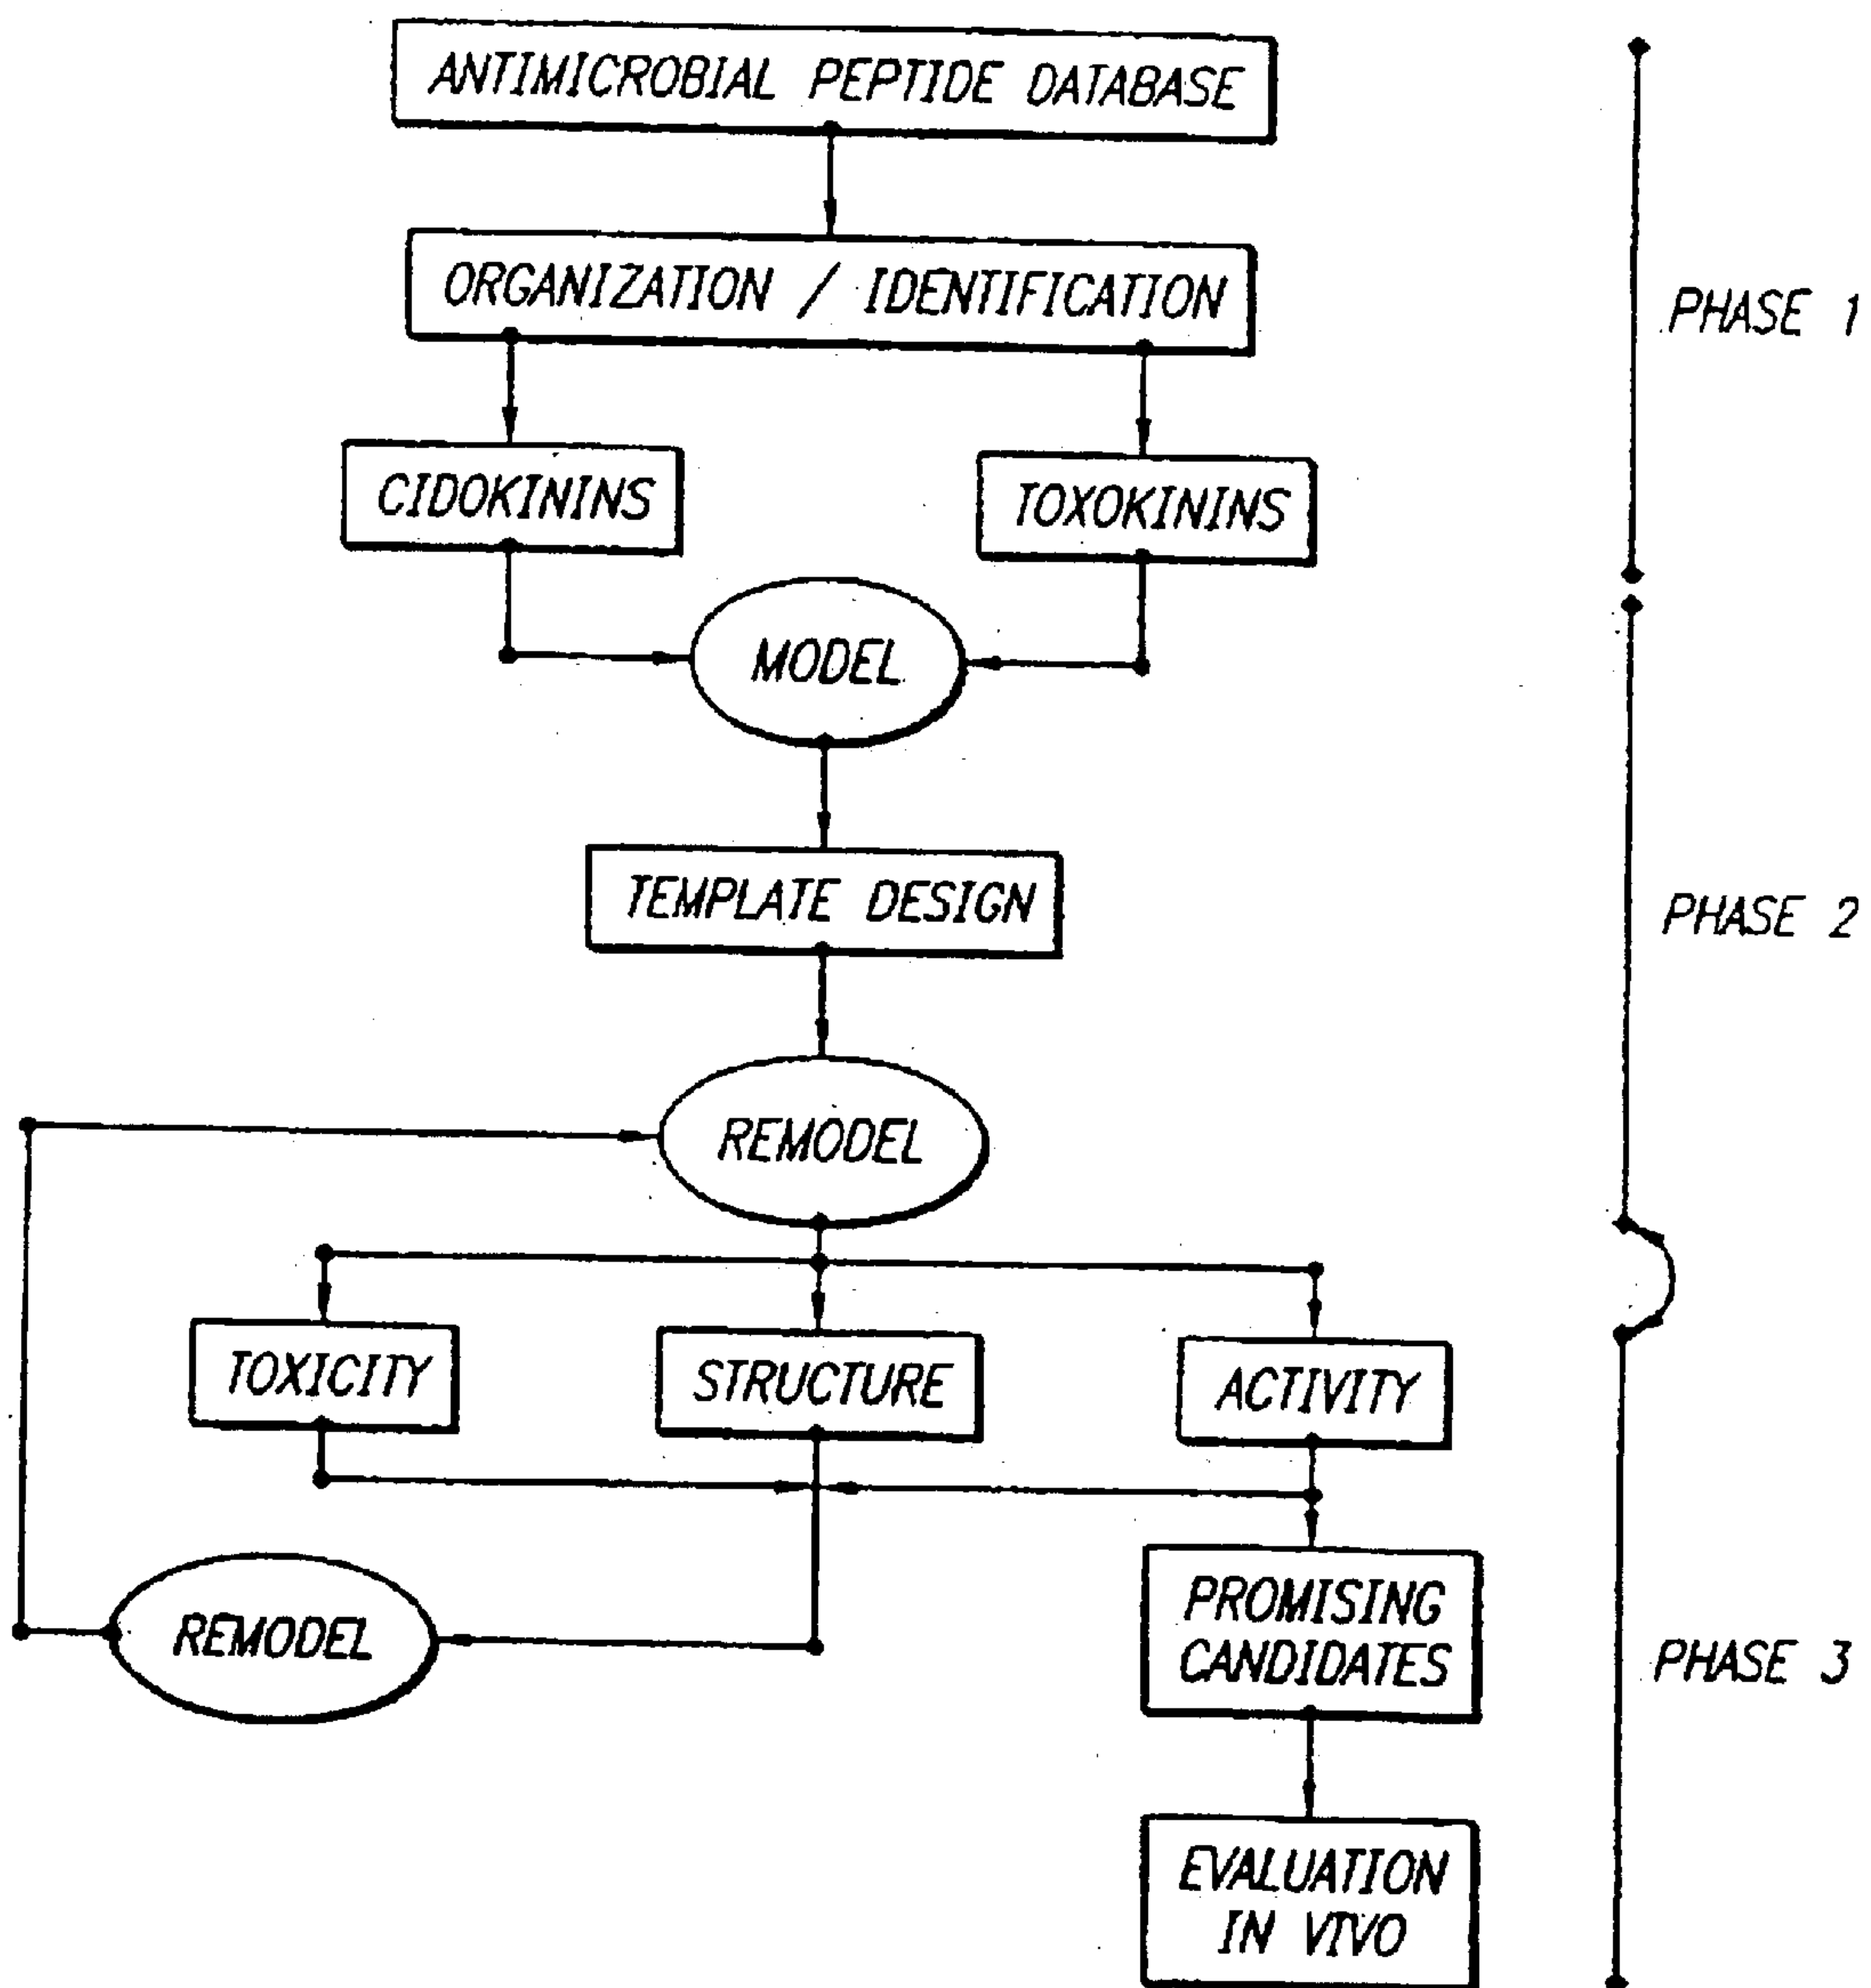 ANTIMICROBIAL PEPTIDE DATABASE
ORGANIZATION / IDENTIFICATION
PHASE 1
CIDOKININS
TOXOKININS
MODEL
TEMPLATE DESIGN
PHASE 2
REMODEL
TOXICITY
STRUCTURE
ACTIVITY
REMODEL
PROMISING
CANDIDATES
PHASE 3
EVALUATION
IN VIVO